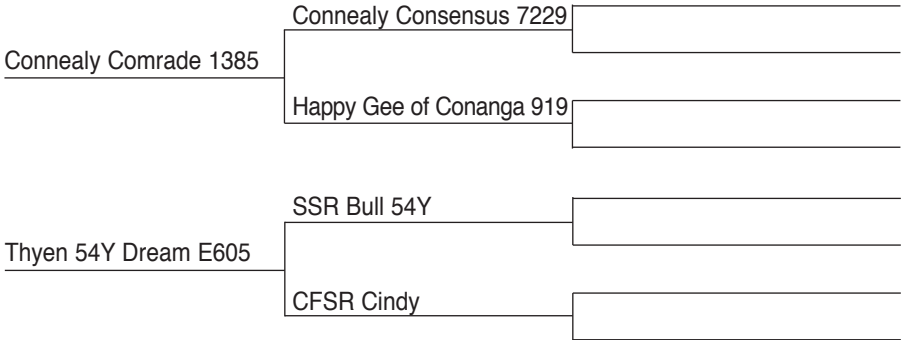 Connealy Consensus 7229
Connealy Comrade 1385
Happy Gee of Conanga 919
SSR Bull 54Y
Thyen 54Y Dream E605
CFSR Cindy